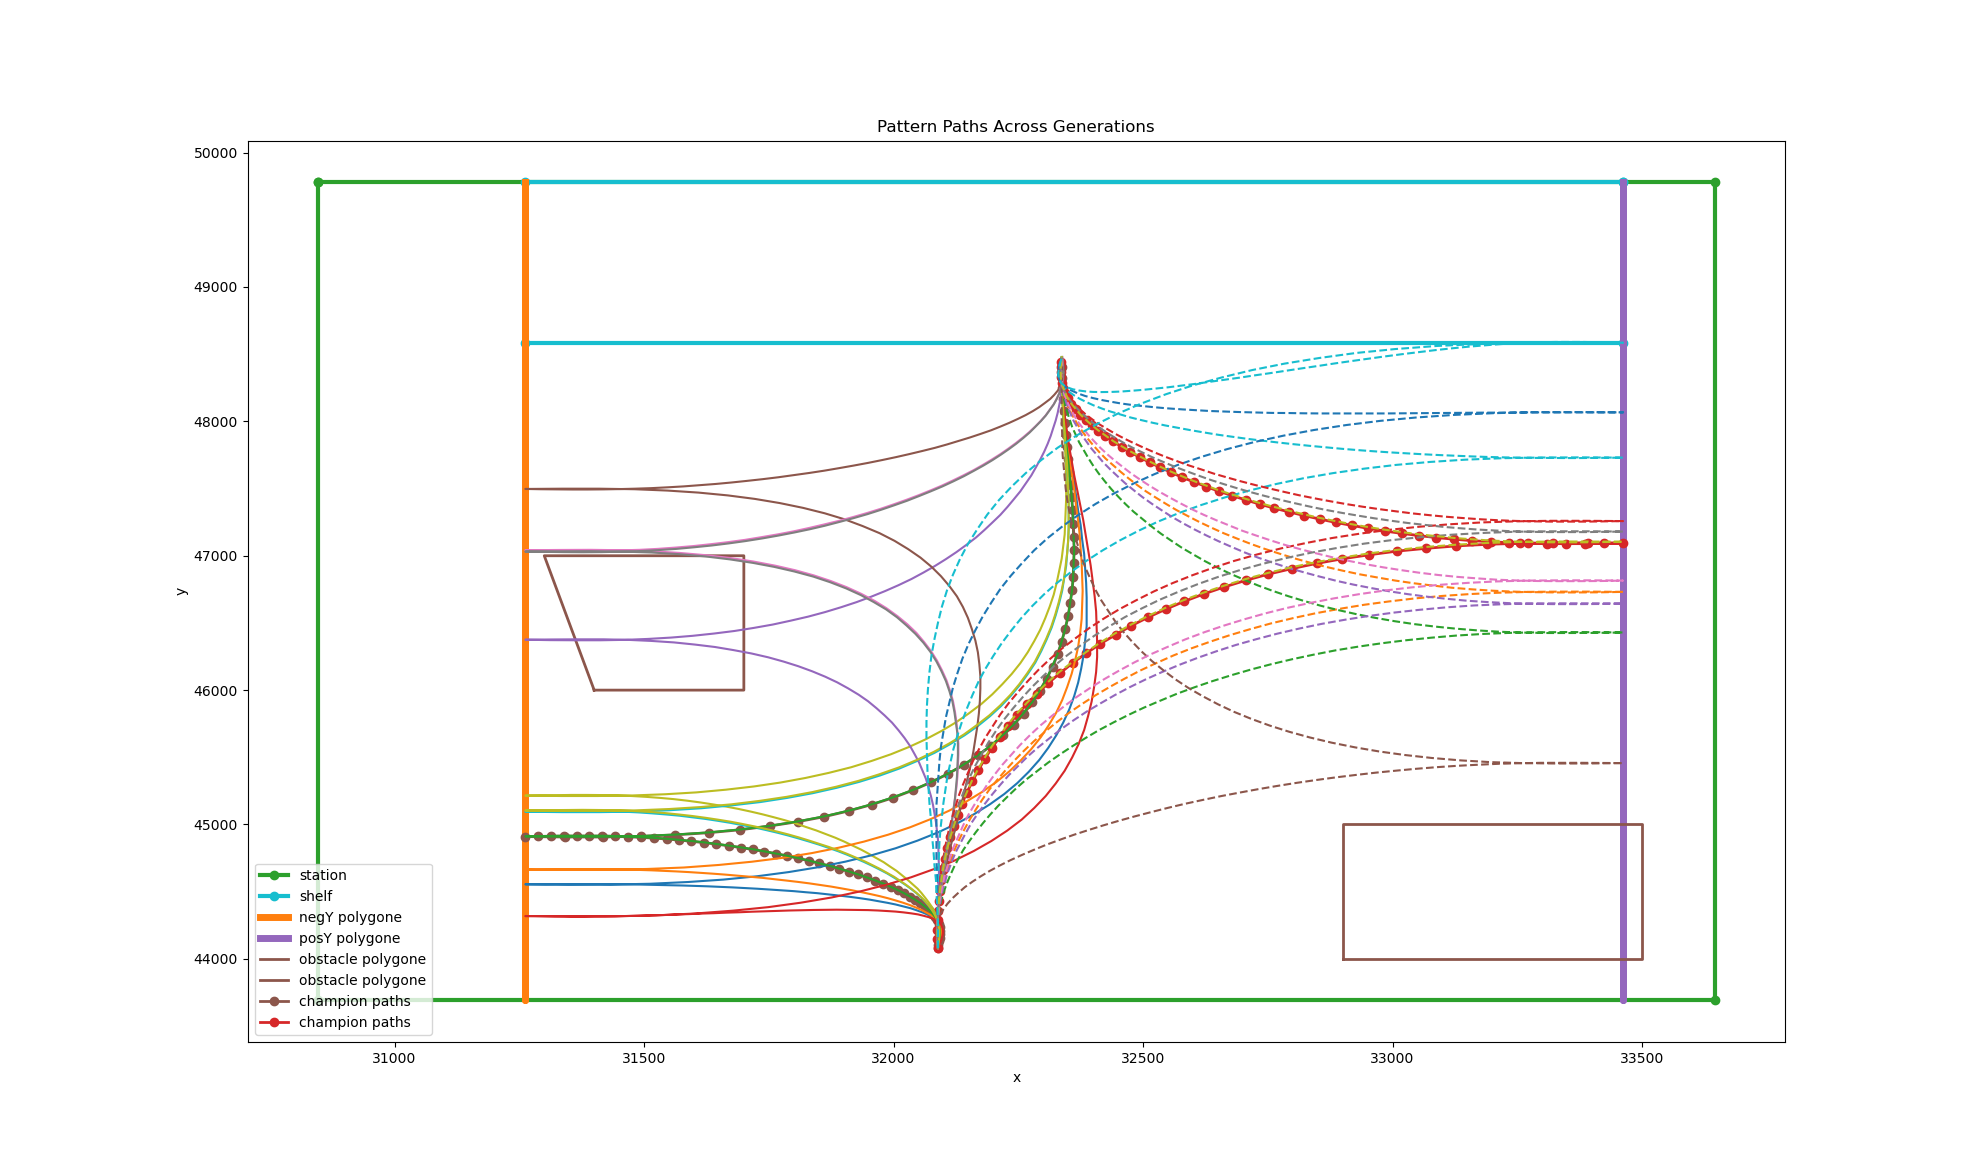 Pattern Paths Across Generations
50000
49000
48000
47000
46000
45000
44000
y
station
shelf
negY polygone
posY polygone
obstacle polygone
obstacle polygone
champion paths
champion paths
31000 31500 32000 32500 33000 33500
x